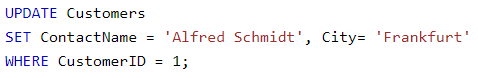 UPDATE Customers
SET ContactName = 'Alfred Schmidt', City= 'Frankfurt'
WHERE CustomerID = 1;